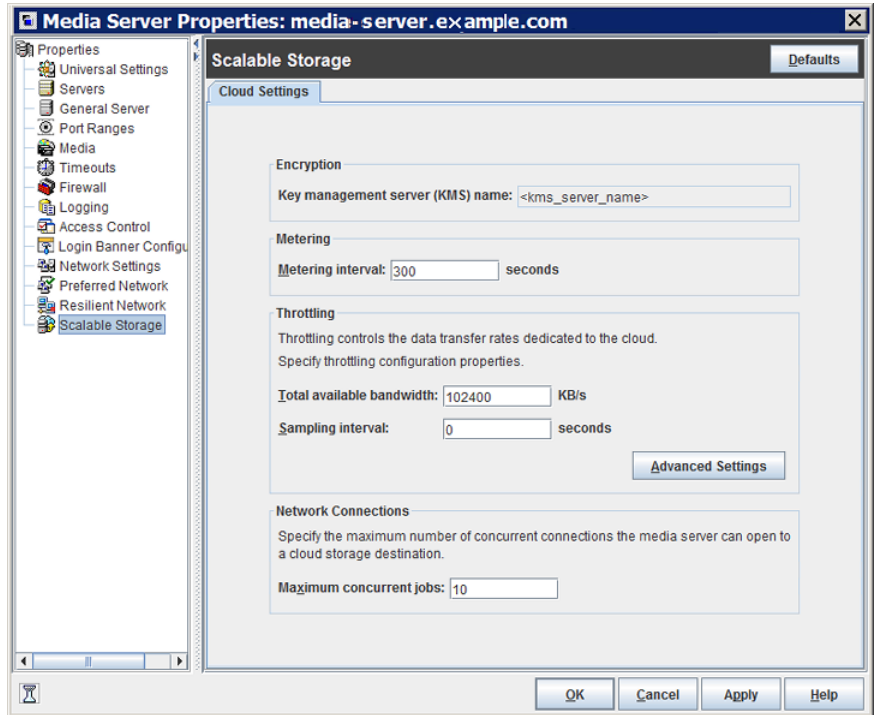 Media Server Properties: media-server.example.com
Properties
Universal Settings
Servers
General Server
Port Ranges
Media
Timeouts
Firewall
Logging
Access Control
Login Banner Configu
Network Settings
Preferred Network
Resilient Network
Scalable Storage
Scalable Storage
Defaults
Cloud Settings
Encryption
Key management server (KMS) name: <kms_server_name>
Metering
Metering interval: 300 seconds
Throttling
Throttling controls the data transfer rates dedicated to the cloud.
Specify throttling configuration properties.
Total available bandwidth: 102400 KB/s
Sampling interval: 0 seconds
Advanced Settings
Network Connections
Specify the maximum number of concurrent connections the media server can open to
a cloud storage destination.
Maximum concurrent jobs: 10
OK Cancel Apply Help